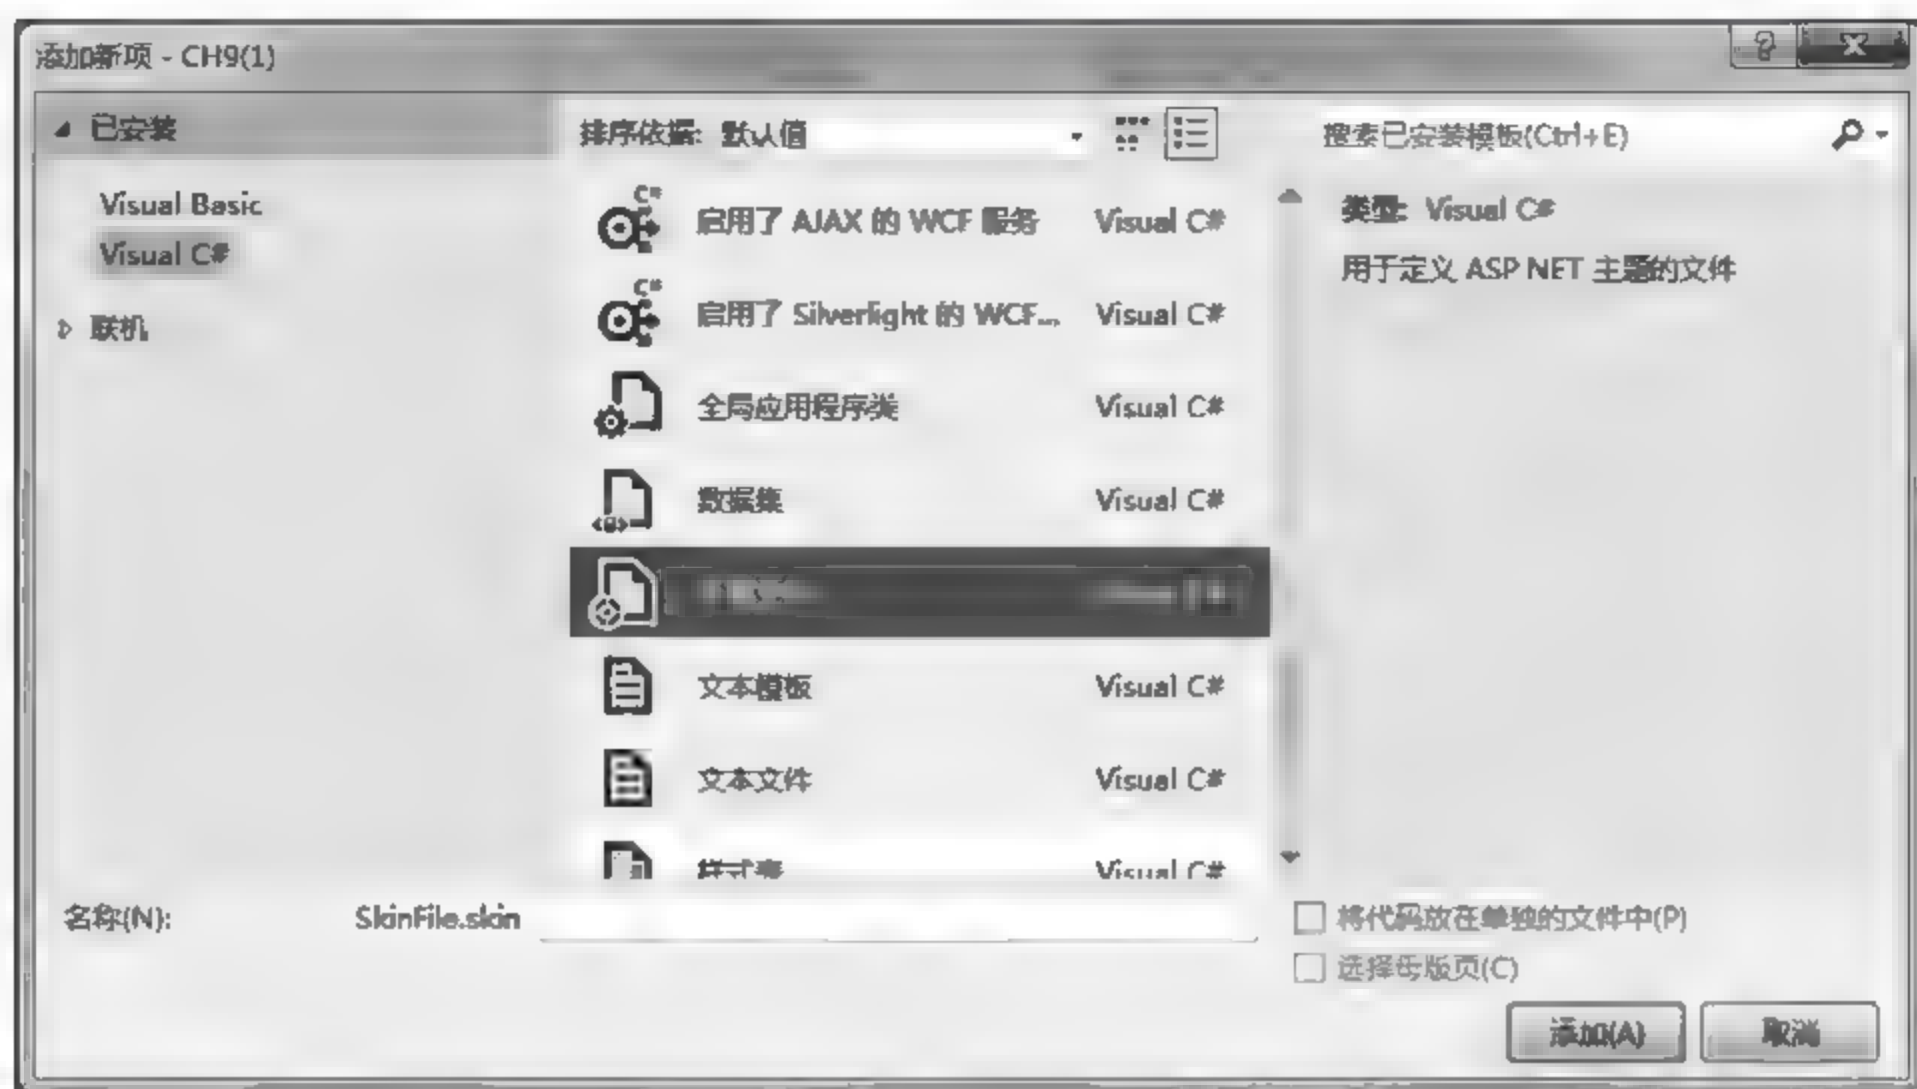 添加新项 - CH9(1)
已安装
Visual Basic
Visual C#
联机
排序依据: 默认值
启用了 AJAX 的 WCF 服务 Visual C#
启用了 Silverlight 的 WCF... Visual C#
全局应用程序类 Visual C#
数据集 Visual C#
文本模板 Visual C#
文本文件 Visual C#
样式表 Visual C#
搜索已安装模板(Ctrl+E)
类型: Visual C#
用于定义 ASP NET 主题的文件
名称(N): SkinFile.skin
将代码放在单独的文件中(P)
选择母版页(C)
添加(A) 取消